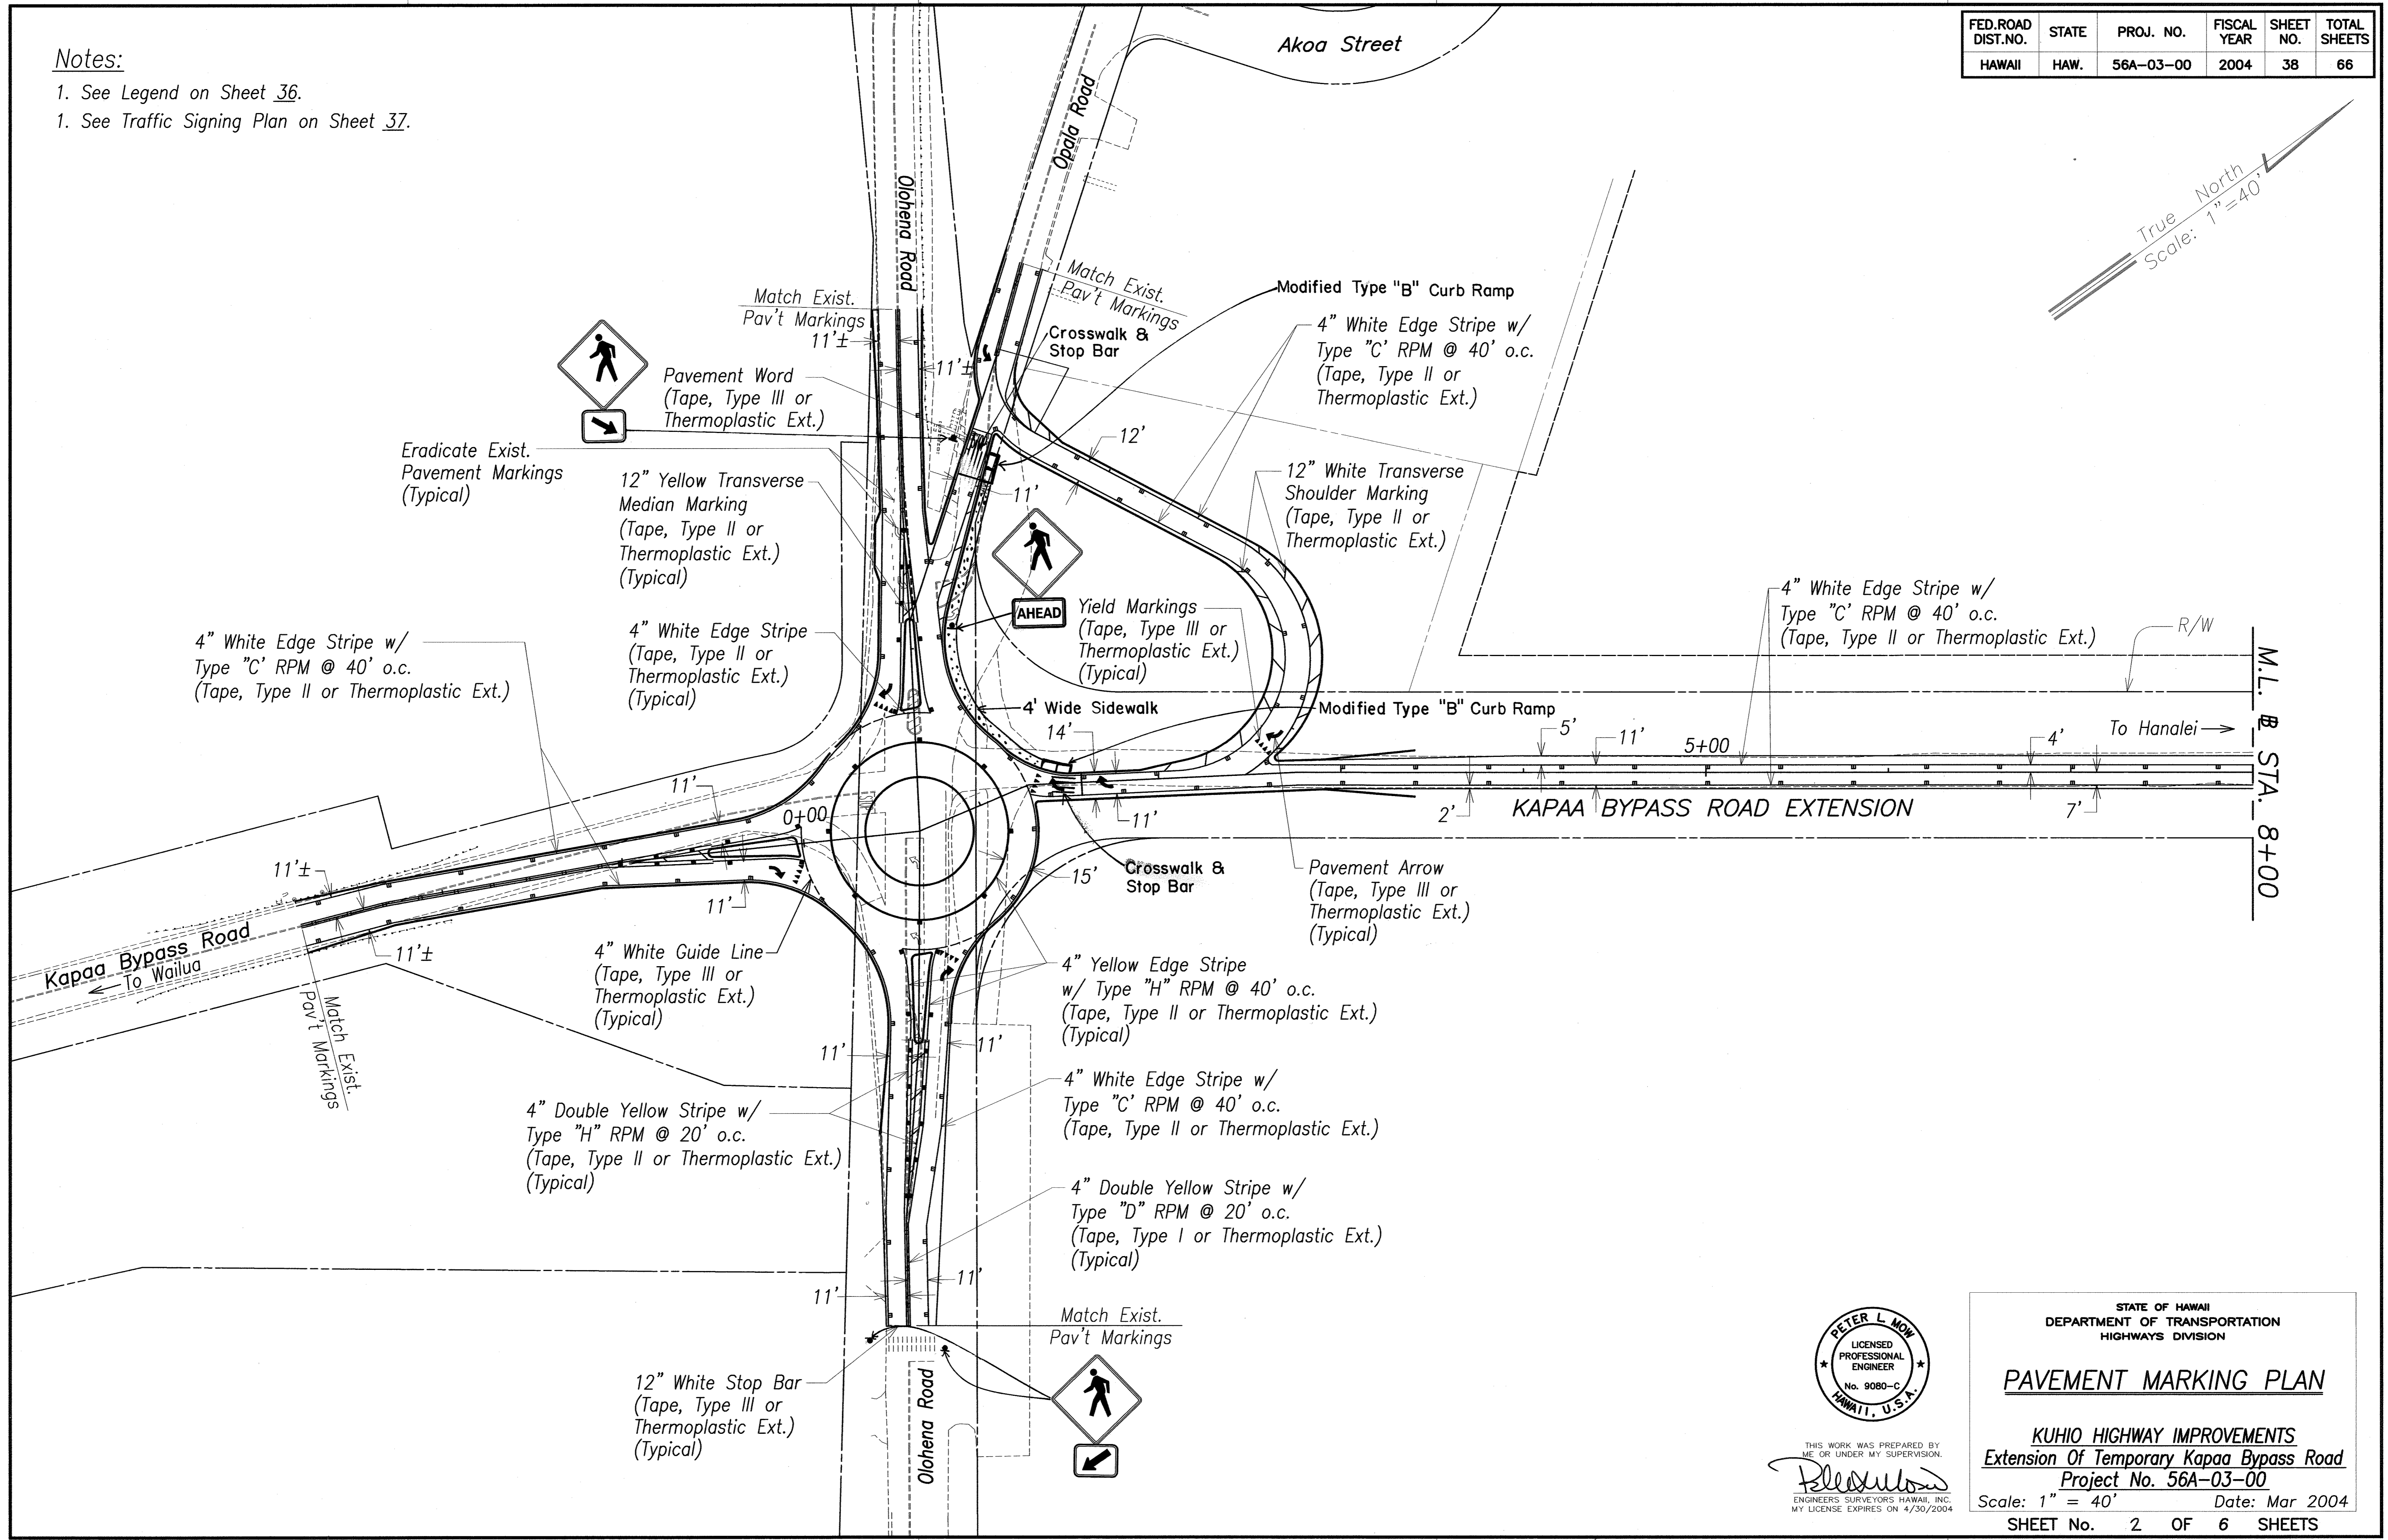 Notes:
1. See Legend on Sheet 36.
1. See Traffic Signing Plan on Sheet 37.
FED.ROAD DIST.NO. STATE PROJ. NO. FISCAL YEAR SHEET NO. TOTAL SHEETS
HAWAII HAW. 56A-03-00 2004 38 66
Akoa Street
Opala Road
Olohena Road
True North
Scale: 1"=40'
Match Exist.
Pav't Markings
11'±
11'±
Match Exist.
Pav't Markings
Modified Type "B" Curb Ramp
Crosswalk &
Stop Bar
4" White Edge Stripe w/
Type "C' RPM @ 40' o.c.
(Tape, Type II or
Thermoplastic Ext.)
Pavement Word
(Tape, Type III or
Thermoplastic Ext.)
12'
Eradicate Exist.
Pavement Markings
(Typical)
12" Yellow Transverse
Median Marking
(Tape, Type II or
Thermoplastic Ext.)
(Typical)
11'
12" White Transverse
Shoulder Marking
(Tape, Type II or
Thermoplastic Ext.)
AHEAD
Yield Markings
(Tape, Type III or
Thermoplastic Ext.)
(Typical)
4" White Edge Stripe w/
Type "C' RPM @ 40' o.c.
(Tape, Type II or Thermoplastic Ext.)
R/W
4" White Edge Stripe w/
Type "C' RPM @ 40' o.c.
(Tape, Type II or Thermoplastic Ext.)
4" White Edge Stripe
(Tape, Type II or
Thermoplastic Ext.)
(Typical)
4' Wide Sidewalk
Modified Type "B" Curb Ramp
14'
5'
11'
5+00
4'
To Hanalei
M.L. B STA. 8+00
11'
0+00
11'
2'
KAPAA BYPASS ROAD EXTENSION
7'
11'±
11'
15'
Crosswalk &
Stop Bar
Pavement Arrow
(Tape, Type III or
Thermoplastic Ext.)
(Typical)
Kapaa Bypass Road
To Wailua
11'±
Match Exist.
Pav't Markings
4" White Guide Line
(Tape, Type III or
Thermoplastic Ext.)
(Typical)
4" Yellow Edge Stripe
w/ Type "H" RPM @ 40' o.c.
(Tape, Type II or Thermoplastic Ext.)
(Typical)
11'
11'
4" White Edge Stripe w/
Type "C' RPM @ 40' o.c.
(Tape, Type II or Thermoplastic Ext.)
4" Double Yellow Stripe w/
Type "H" RPM @ 20' o.c.
(Tape, Type II or Thermoplastic Ext.)
(Typical)
4" Double Yellow Stripe w/
Type "D" RPM @ 20' o.c.
(Tape, Type I or Thermoplastic Ext.)
(Typical)
11'
11'
Match Exist.
Pav't Markings
12" White Stop Bar
(Tape, Type III or
Thermoplastic Ext.)
(Typical)
Olohena Road
PETER L. MOW
LICENSED
PROFESSIONAL
ENGINEER
No. 9080-C
HAWAII, U.S.A.
THIS WORK WAS PREPARED BY
ME OR UNDER MY SUPERVISION.
ENGINEERS SURVEYORS HAWAII, INC.
MY LICENSE EXPIRES ON 4/30/2004
STATE OF HAWAII
DEPARTMENT OF TRANSPORTATION
HIGHWAYS DIVISION
PAVEMENT MARKING PLAN
KUHIO HIGHWAY IMPROVEMENTS
Extension Of Temporary Kapaa Bypass Road
Project No. 56A-03-00
Scale: 1" = 40' Date: Mar 2004
SHEET No. 2 OF 6 SHEETS